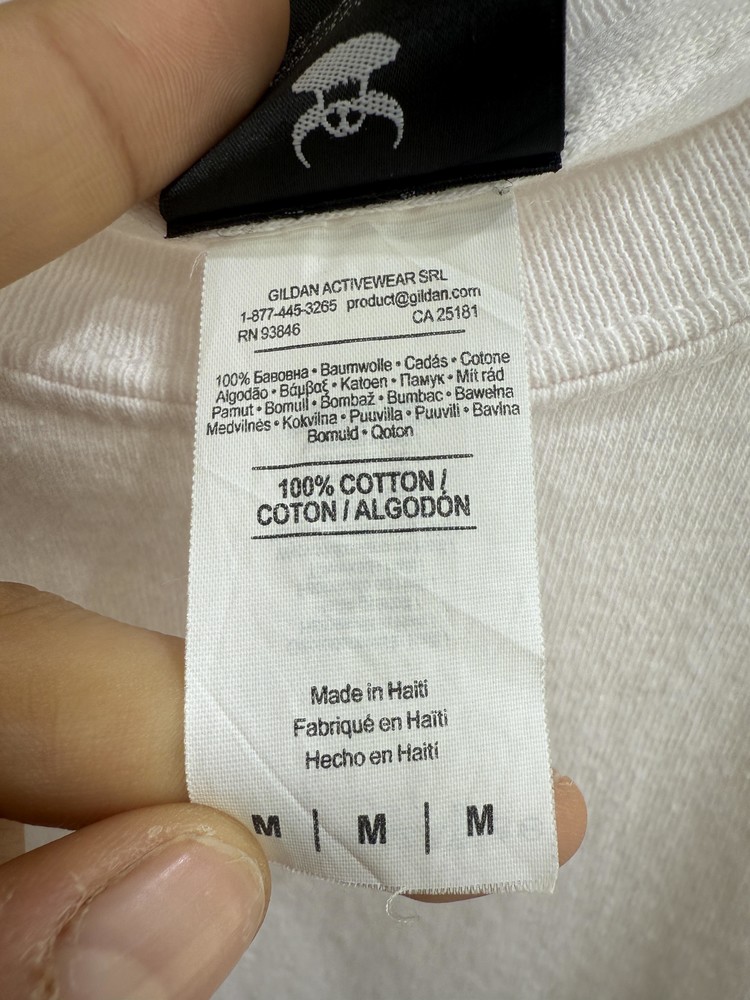 GILDAN ACTIVEWEAR SRL
1-877-445-3265 product@gildan.com
RN 93846 CA 25181
100% Бавовна • Baumwolle • Cadás • Cotone
Algodão • Βάμβαξ • Katoen • Памук • Mít rád
Pamut • Bomull • Bombaž • Bumbac • Bawełna
Medvilnės • Kokvilna • Puuvilla • Puuvill • Bavlna
Bomuld • Qoton
100% COTTON /
COTON / ALGODÓN
Made in Haiti
Fabriqué en Haïti
Hecho en Haití
M | M | M